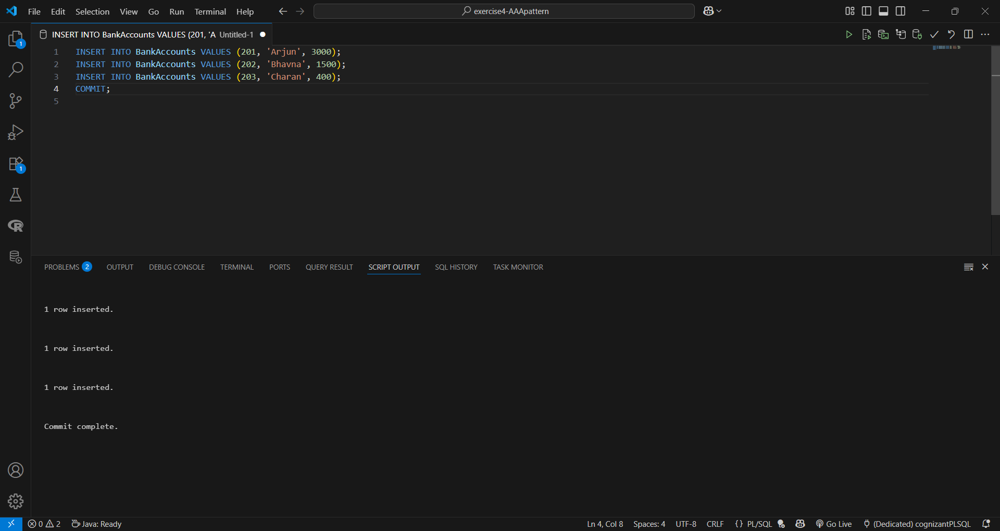 File Edit Selection View Go Run Terminal Help exercise4-AAApattern
INSERT INTO BankAccounts VALUES (201, 'A Untitled-1
1 INSERT INTO BankAccounts VALUES (201, 'Arjun', 3000);
2 INSERT INTO BankAccounts VALUES (202, 'Bhavna', 1500);
3 INSERT INTO BankAccounts VALUES (203, 'Charan', 400);
4 COMMIT;
5
1
1
R
PROBLEMS 2 OUTPUT DEBUG CONSOLE TERMINAL PORTS QUERY RESULT SCRIPT OUTPUT SQL HISTORY TASK MONITOR
1 row inserted.
1 row inserted.
1 row inserted.
Commit complete.
0 2 Java: Ready Ln 4, Col 8 Spaces: 4 UTF-8 CRLF {} PL/SQL Go Live (Dedicated) cognizantPLSQL